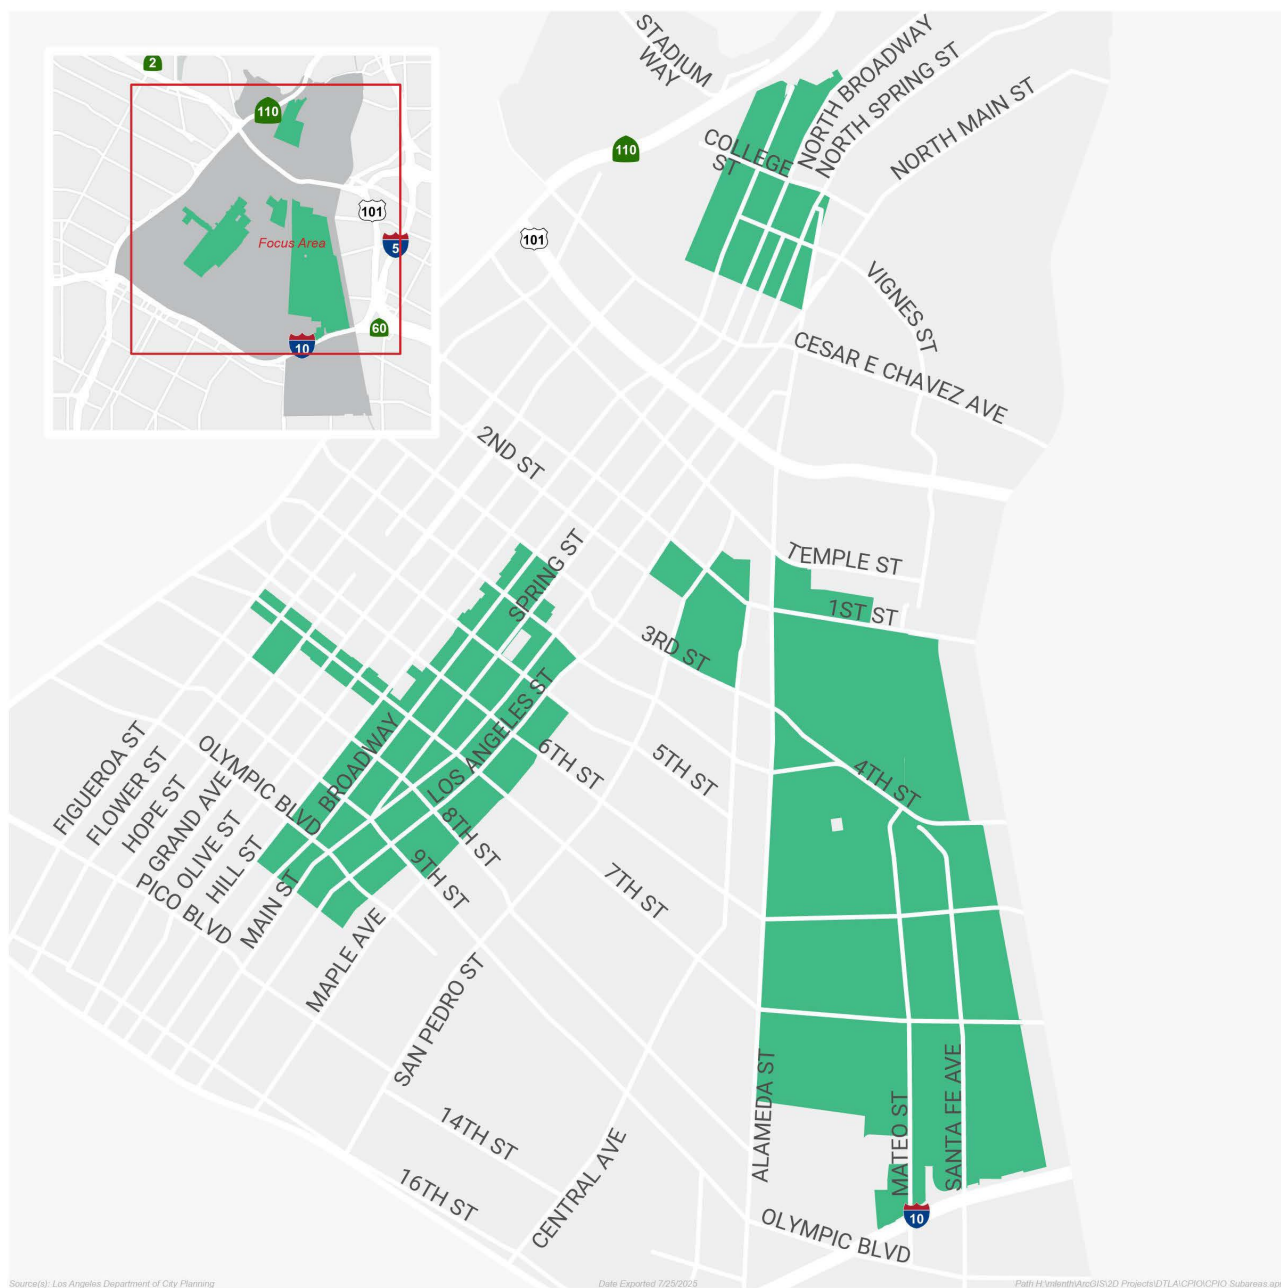 2
110
101
Focus Area
5
60
10
STADIUM
WAY
NORTH BROADWAY
NORTH SPRING ST
NORTH MAIN ST
COLLEGE
ST
110
101
VIGNES ST
CESAR E CHAVEZ AVE
2ND ST
SPRING ST
TEMPLE ST
1ST ST
3RD ST
LOS ANGELES ST
BROADWAY
6TH ST
5TH ST
4TH ST
FIGUEROA ST
FLOWER ST
HOPE ST
GRAND AVE
OLIVE ST
HILL ST
PICO BLVD
OLYMPIC BLVD
8TH ST
9TH ST
7TH ST
MAIN ST
MAPLE AVE
SAN PEDRO ST
14TH ST
16TH ST
CENTRAL AVE
ALAMEDA ST
MATEO ST
SANTA FE AVE
10
OLYMPIC BLVD
Source(s): Los Angeles Department of City Planning
Date Exported 7/25/2025